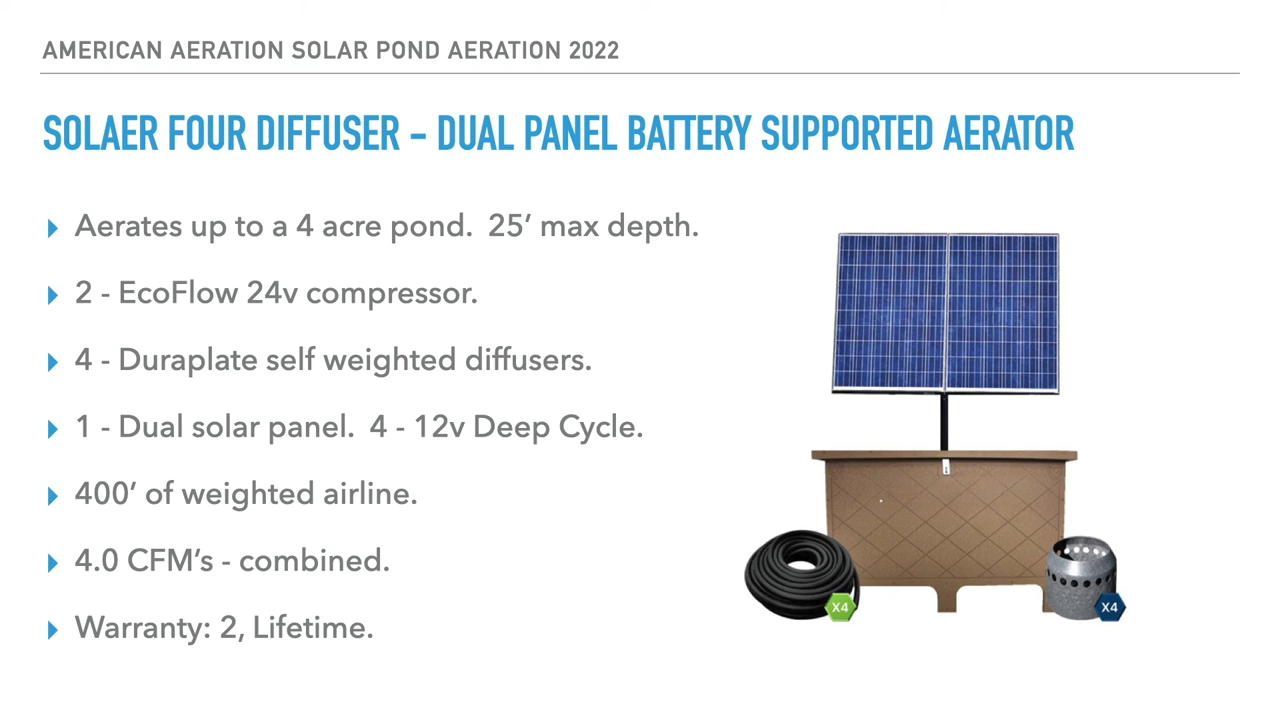 AMERICAN AERATION SOLAR POND AERATION 2022
SOLAER FOUR DIFFUSER - DUAL PANEL BATTERY SUPPORTED AERATOR
Aerates up to a 4 acre pond.  25’ max depth.
2 - EcoFlow 24v compressor.
4 - Duraplate self weighted diffusers.
1 - Dual solar panel.  4 - 12v Deep Cycle.
400’ of weighted airline.
4.0 CFM’s - combined.
Warranty: 2, Lifetime.
X4
X4